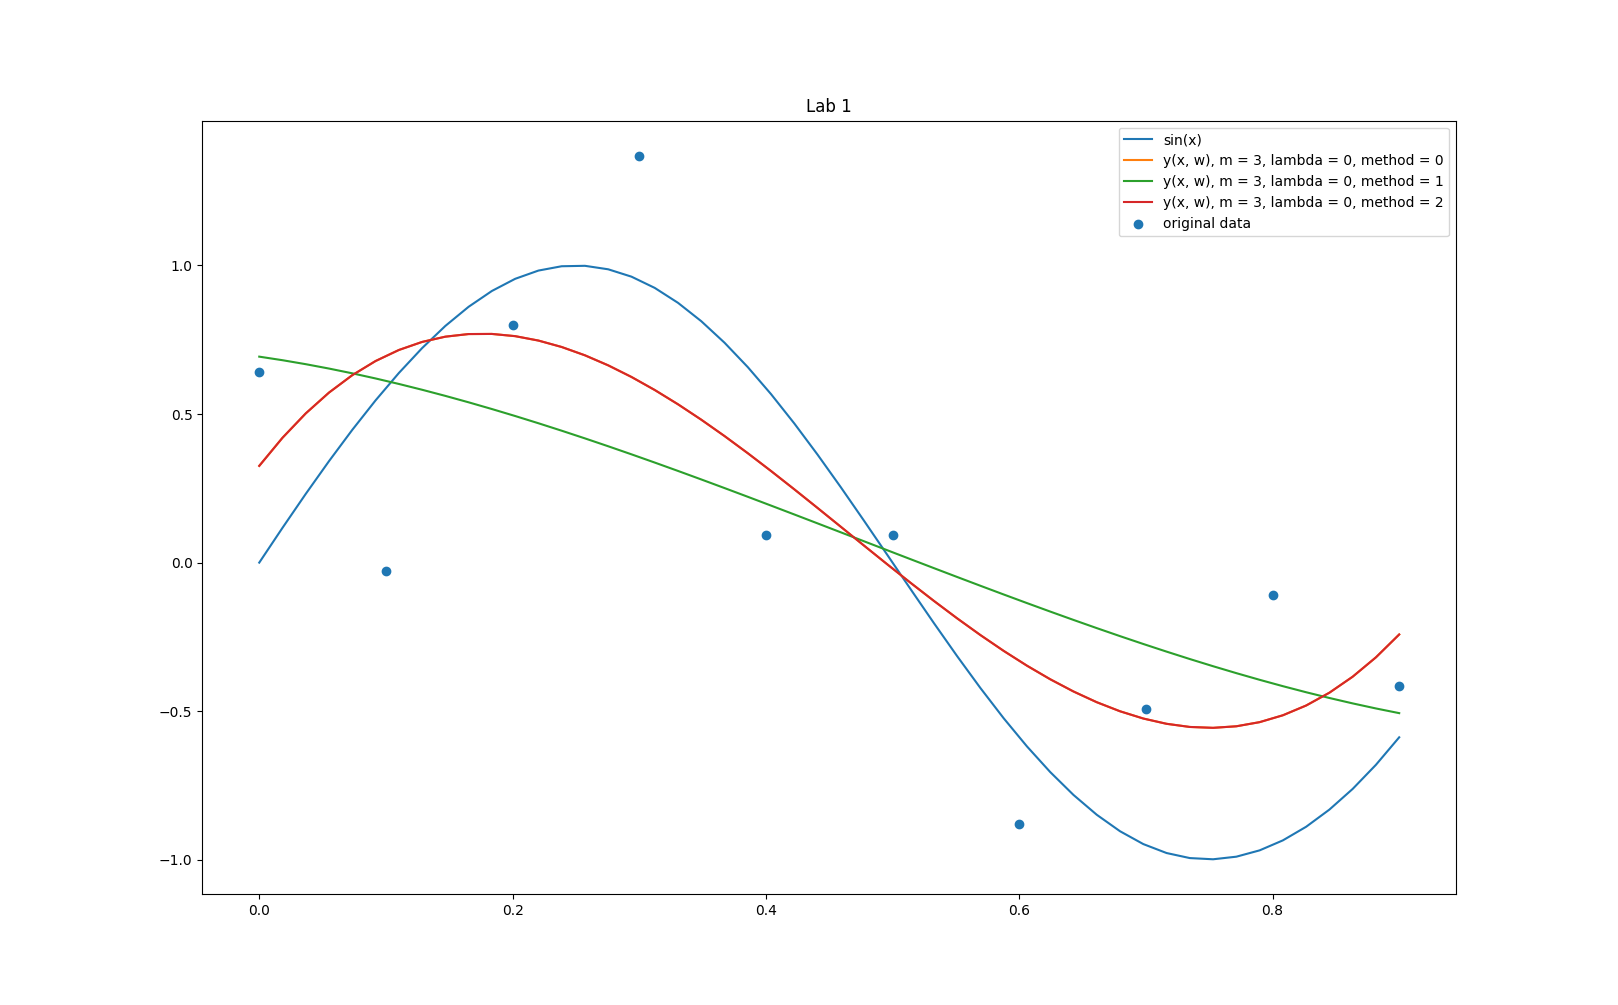 Lab 1
sin(x)
y(x, w), m = 3, lambda = 0, method = 0
y(x, w), m = 3, lambda = 0, method = 1
y(x, w), m = 3, lambda = 0, method = 2
original data
1.0
0.5
0.0
−0.5
−1.0
0.0 0.2 0.4 0.6 0.8